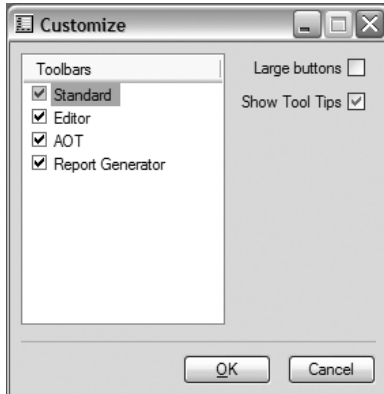 Customize
Toolbars
Standard
Editor
AOT
Report Generator
Large buttons
Show Tool Tips
OK
Cancel